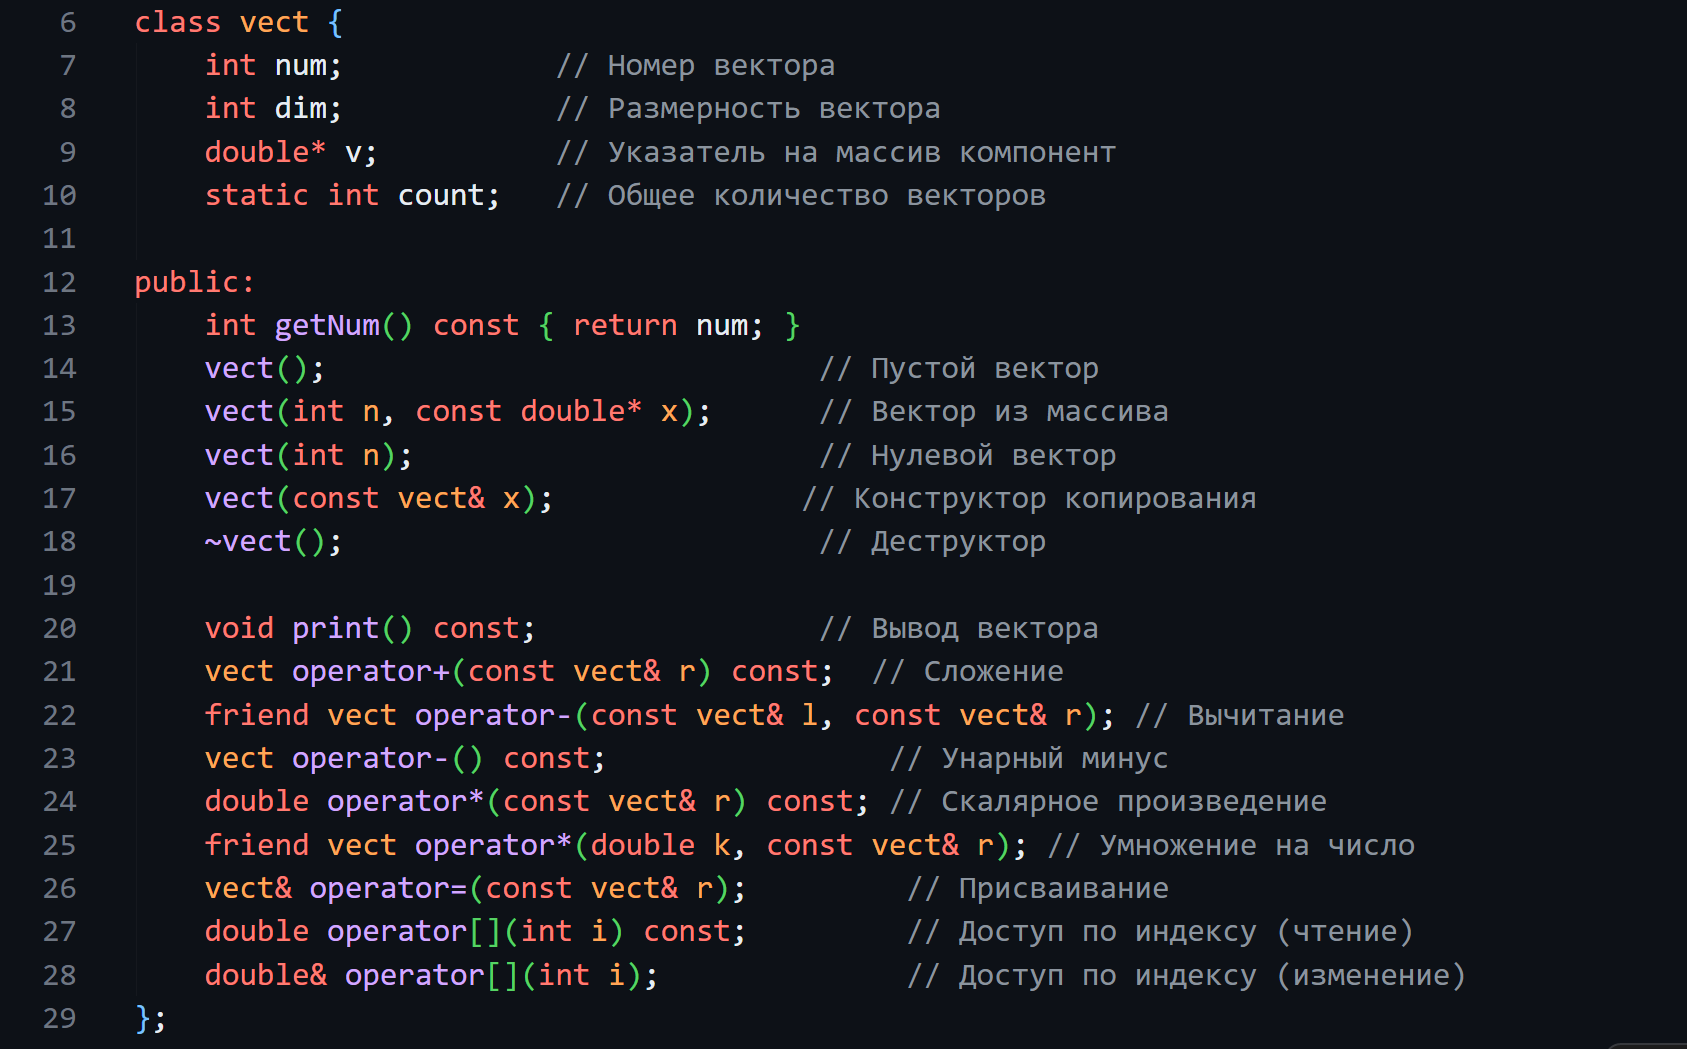 6 class vect {
7 int num; // Номер вектора
8 int dim; // Размерность вектора
9 double* v; // Указатель на массив компонент
10 static int count; // Общее количество векторов
11
12 public:
13 int getNum() const { return num; }
14 vect(); // Пустой вектор
15 vect(int n, const double* x); // Вектор из массива
16 vect(int n); // Нулевой вектор
17 vect(const vect& x); // Конструктор копирования
18 ~vect(); // Деструктор
19
20 void print() const; // Вывод вектора
21 vect operator+(const vect& r) const; // Сложение
22 friend vect operator-(const vect& l, const vect& r); // Вычитание
23 vect operator-() const; // Унарный минус
24 double operator*(const vect& r) const; // Скалярное произведение
25 friend vect operator*(double k, const vect& r); // Умножение на число
26 vect& operator=(const vect& r); // Присваивание
27 double operator[](int i) const; // Доступ по индексу (чтение)
28 double& operator[](int i); // Доступ по индексу (изменение)
29 };